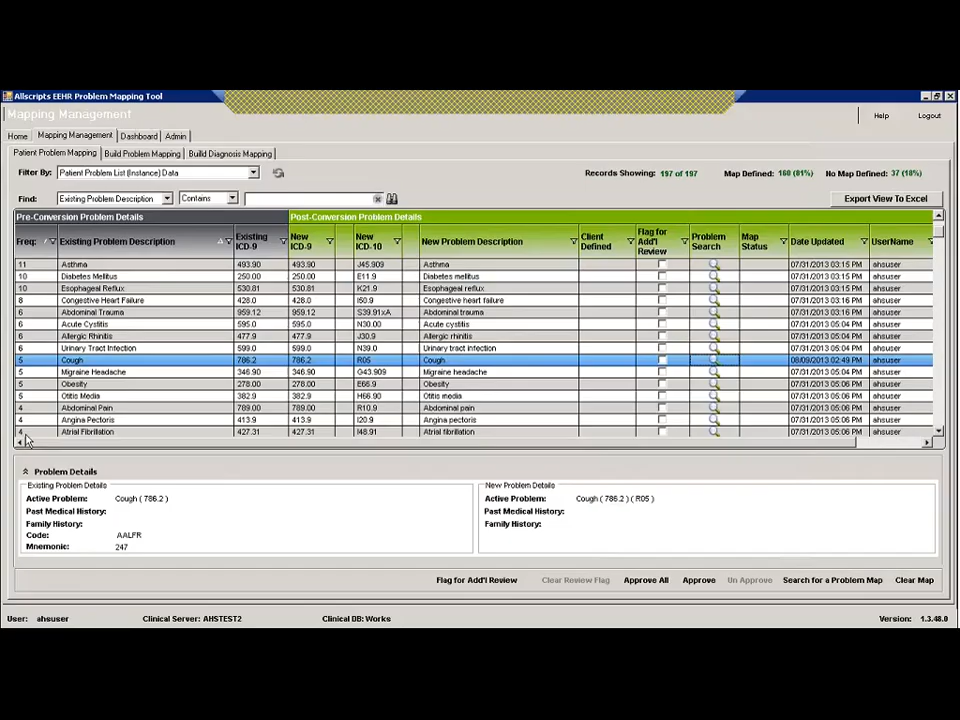 Allscripts EEHR Problem Mapping Tool
Mapping Management
Help Logout
Home Mapping Management Dashboard Admin
Patient Problem Mapping Build Problem Mapping Build Diagnosis Mapping
Filter By: Patient Problem List (Instance) Data Records Showing: 197 of 197 Map Defined: 160 (81%) No Map Defined: 37 (18%)
Find: Existing Problem Description Contains Export View To Excel
Pre-Conversion Problem Details Post-Conversion Problem Details
Freq: Existing Problem Description Existing ICD-9 New ICD-9 New ICD-10 New Problem Description Client Defined Flag for Add'l Review Problem Search Map Status Date Updated UserName
11 Asthma 493.90 493.90 J45.909 Asthma 07/31/2013 03:15 PM ahsuser
10 Diabetes Mellitus 250.00 250.00 E11.9 Diabetes mellitus 07/31/2013 03:15 PM ahsuser
10 Esophageal Reflux 530.81 530.81 K21.9 Esophageal reflux 07/31/2013 03:15 PM ahsuser
8 Congestive Heart Failure 428.0 428.0 I50.9 Congestive heart failure 07/31/2013 03:16 PM ahsuser
6 Abdominal Trauma 959.12 959.12 S39.91xA Abdominal trauma 07/31/2013 03:16 PM ahsuser
6 Acute Cystitis 595.0 595.0 N30.00 Acute cystitis 07/31/2013 05:04 PM ahsuser
6 Allergic Rhinitis 477.9 477.9 J30.9 Allergic rhinitis 07/31/2013 05:04 PM ahsuser
6 Urinary Tract Infection 599.0 599.0 N39.0 Urinary tract infection 07/31/2013 05:04 PM ahsuser
5 Cough 786.2 786.2 R05 Cough 08/09/2013 02:49 PM ahsuser
5 Migraine Headache 346.90 346.90 G43.909 Migraine headache 07/31/2013 05:04 PM ahsuser
5 Obesity 278.00 278.00 E66.9 Obesity 07/31/2013 05:06 PM ahsuser
5 Otitis Media 382.9 382.9 H66.90 Otitis media 07/31/2013 05:06 PM ahsuser
4 Abdominal Pain 789.00 789.00 R10.9 Abdominal pain 07/31/2013 05:06 PM ahsuser
4 Angina Pectoris 413.9 413.9 I20.9 Angina pectoris 07/31/2013 05:06 PM ahsuser
4 Atrial Fibrillation 427.31 427.31 I48.91 Atrial fibrillation 07/31/2013 05:06 PM ahsuser
Problem Details
Existing Problem Details New Problem Details
Active Problem: Cough ( 786.2 ) Active Problem: Cough ( 786.2 ) ( R05 )
Past Medical History: Past Medical History:
Family History: Family History:
Code: AALFR
Mnemonic: 247
Flag for Add'l Review Clear Review Flag Approve All Approve Un Approve Search for a Problem Map Clear Map
User: ahsuser Clinical Server: AHSTEST2 Clinical DB: Works Version: 1.3.48.0